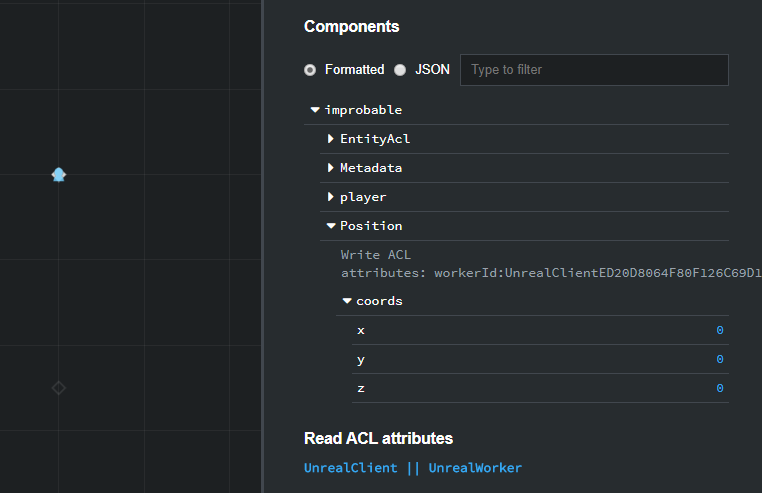 Components
Formatted JSON Type to filter
improbable
EntityAcl
Metadata
player
Position
Write ACL
attributes: workerId:UnrealClientED20D8064F80F126C69D1
coords
x 0
y 0
z 0
Read ACL attributes
UnrealClient || UnrealWorker